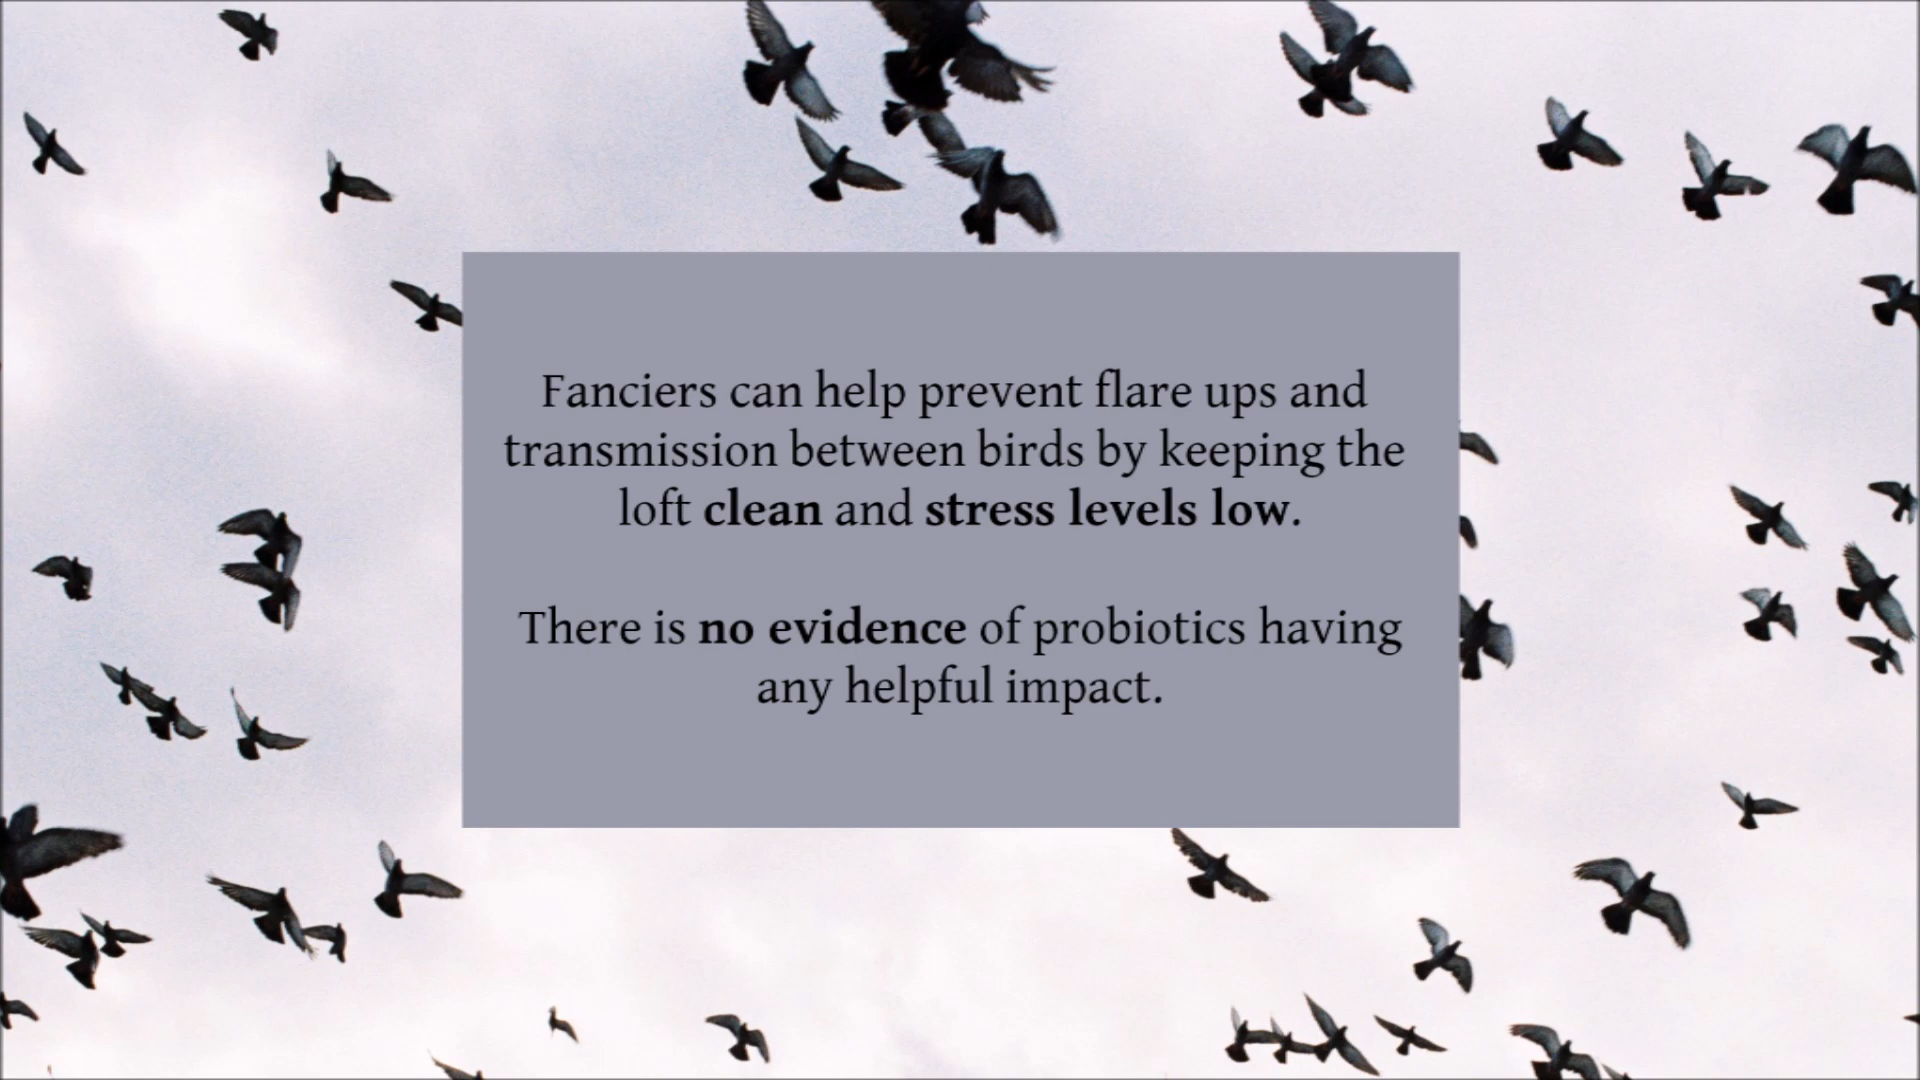 Fanciers can help prevent flare ups and
transmission between birds by keeping the
loft clean and stress levels low.
There is no evidence of probiotics having
any helpful impact.